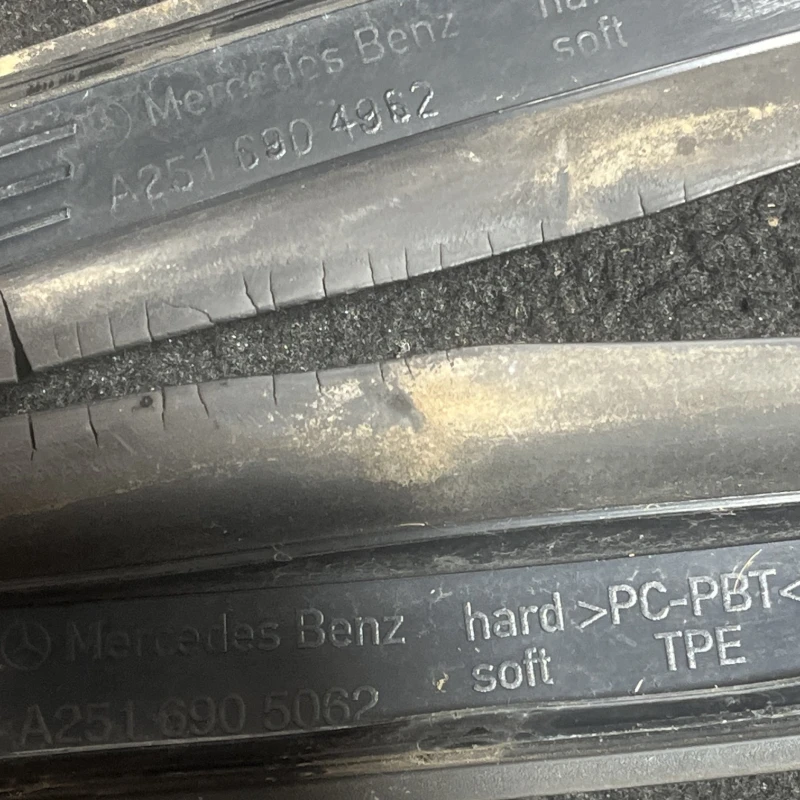 Mercedes Benz
A251 690 4962
hard
soft
Mercedes Benz
A251 690 5062
hard >PC-PBT<
soft TPE